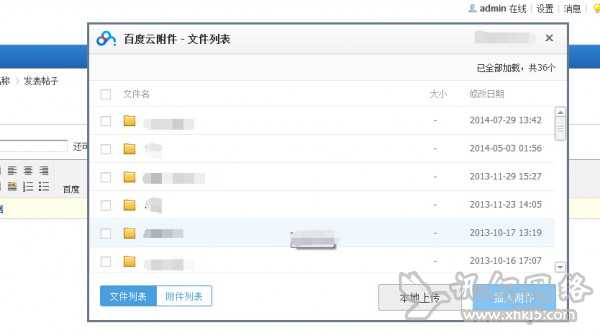 admin 在线 | 设置 | 消息 |
百度云附件 - 文件列表 ×
已全部加载，共36个
发表帖子
文件名 大小 修改日期
- 2014-07-29 13:42
- 2014-05-03 01:56
- 2013-11-29 15:27
- 2013-11-23 14:05
- 2013-10-17 13:19
- 2013-10-16 17:07
还可
百度
文件列表 附件列表 本地上传 插入附件
www.xhkj5.com